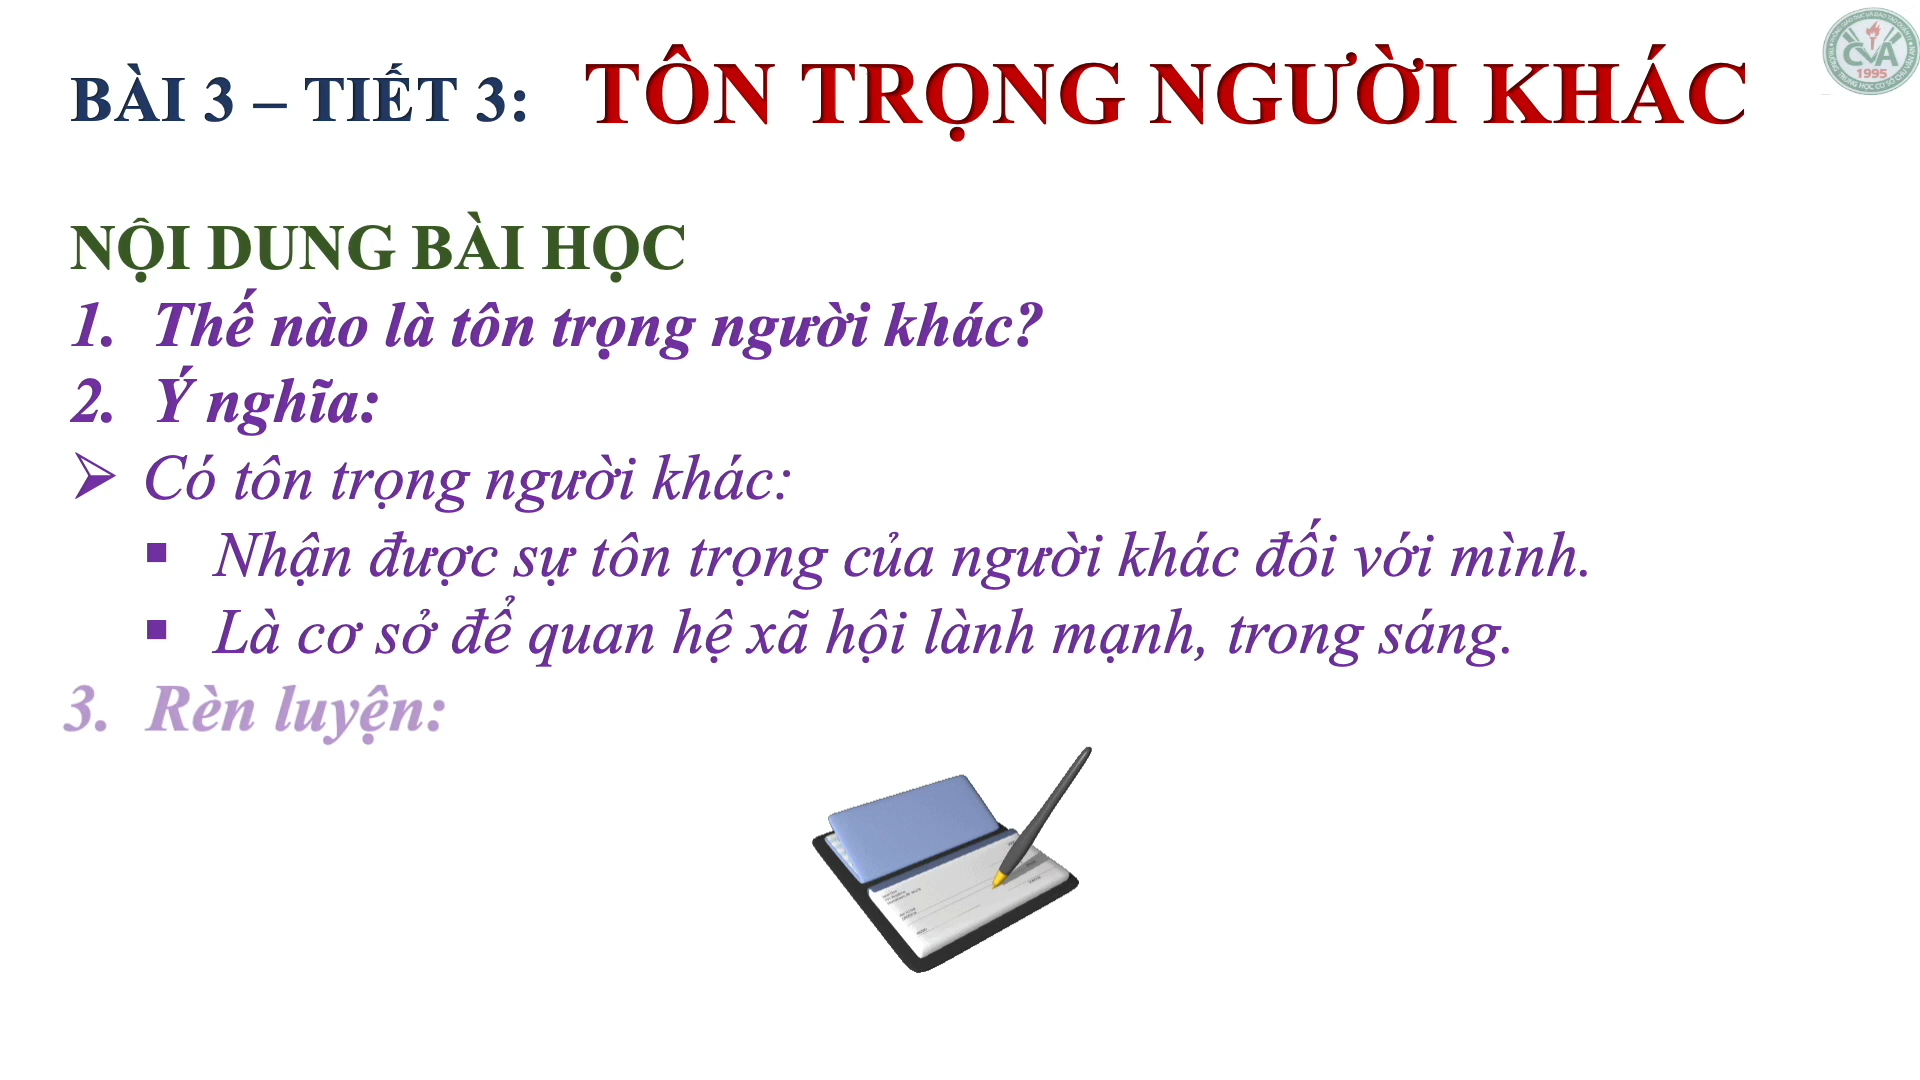 BÀI 3 – TIẾT 3: TÔN TRỌNG NGƯỜI KHÁC
CVA
1995
NỘI DUNG BÀI HỌC
1. Thế nào là tôn trọng người khác?
2. Ý nghĩa:
➢ Có tôn trọng người khác:
▪ Nhận được sự tôn trọng của người khác đối với mình.
▪ Là cơ sở để quan hệ xã hội lành mạnh, trong sáng.
3. Rèn luyện: